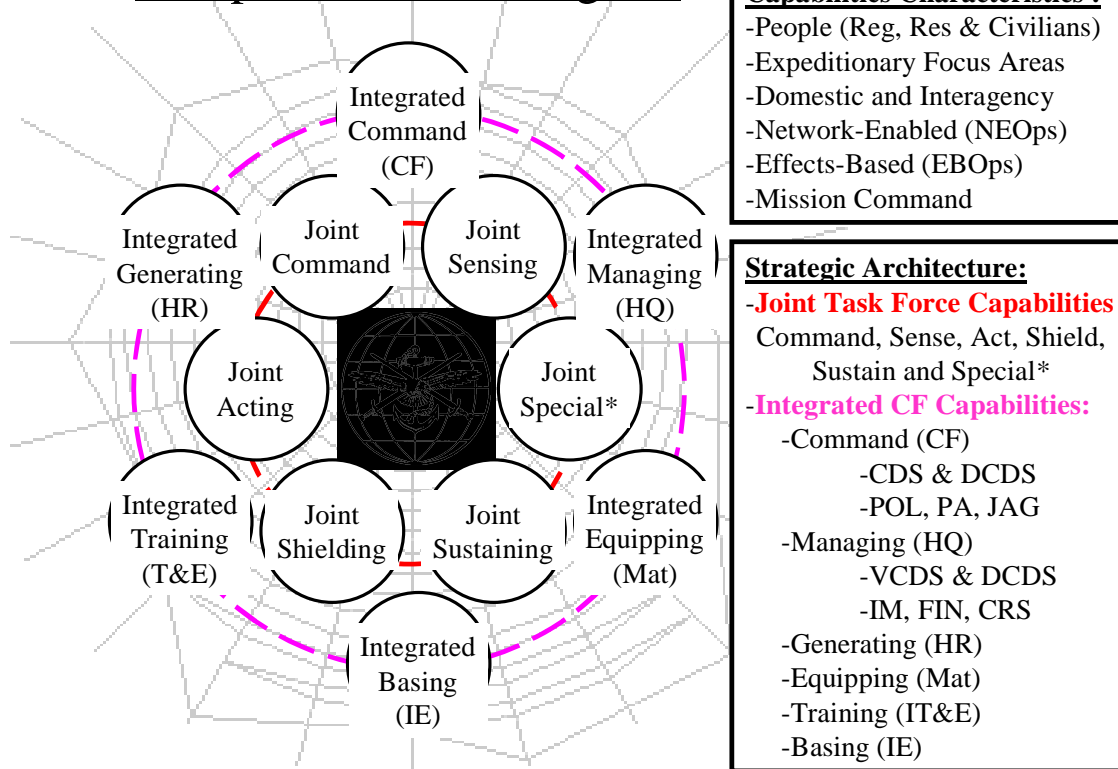 Capabilities Characteristics :
-People (Reg, Res & Civilians)
-Expeditionary Focus Areas
-Domestic and Interagency
-Network-Enabled (NEOps)
-Effects-Based (EBOps)
-Mission Command
Integrated
Command
(CF)
Integrated
Generating
(HR)
Joint
Command
Joint
Sensing
Integrated
Managing
(HQ)
Joint
Acting
Joint
Special*
Integrated
Training
(T&E)
Joint
Shielding
Joint
Sustaining
Integrated
Equipping
(Mat)
Integrated
Basing
(IE)
Strategic Architecture:
-Joint Task Force Capabilities
Command, Sense, Act, Shield,
Sustain and Special*
-Integrated CF Capabilities:
-Command (CF)
-CDS & DCDS
-POL, PA, JAG
-Managing (HQ)
-VCDS & DCDS
-IM, FIN, CRS
-Generating (HR)
-Equipping (Mat)
-Training (IT&E)
-Basing (IE)